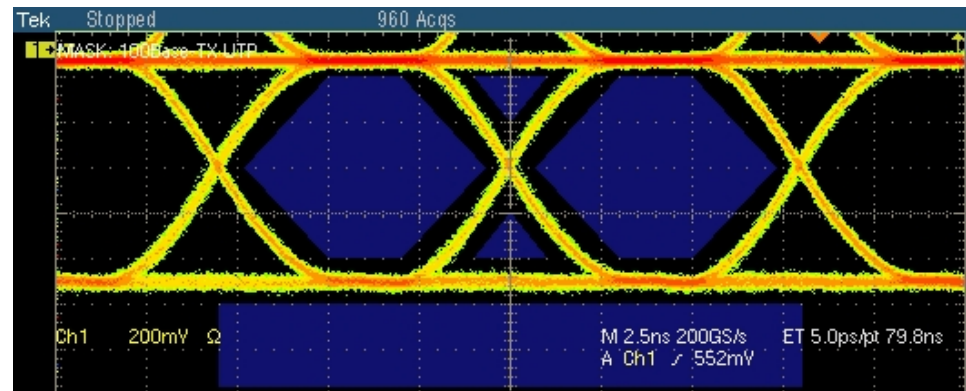 Tek Stopped 960 Acqs
1 MASK: 100Base-TX UTP
Ch1 200mV Ω
M 2.5ns 200GS/s ET 5.0ps/pt 79.8ns
A Ch1 ⁄ 552mV